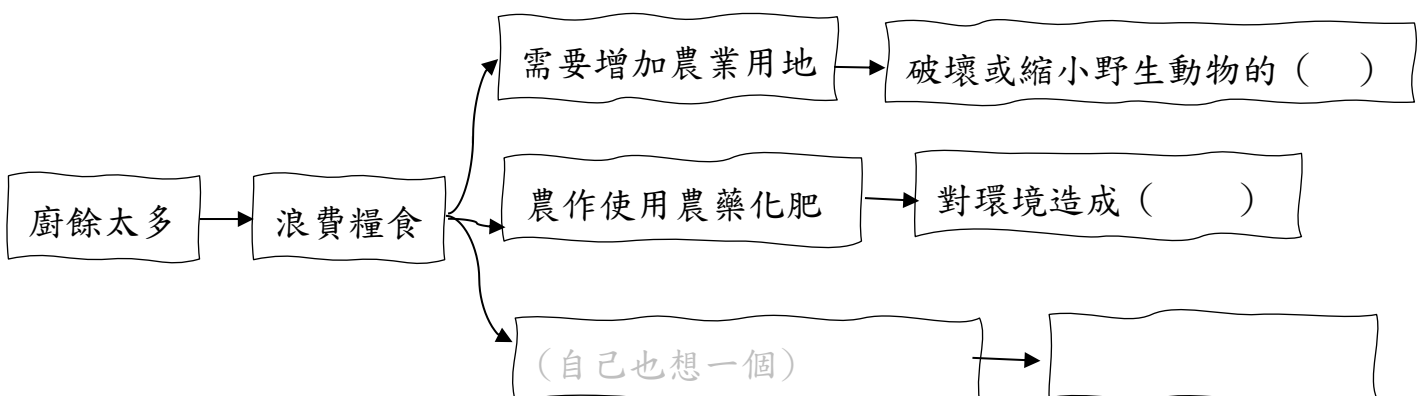 需要增加農業用地
破壞或縮小野生動物的（　）
廚餘太多
浪費糧食
農作使用農藥化肥
對環境造成（　　）
（自己也想一個）